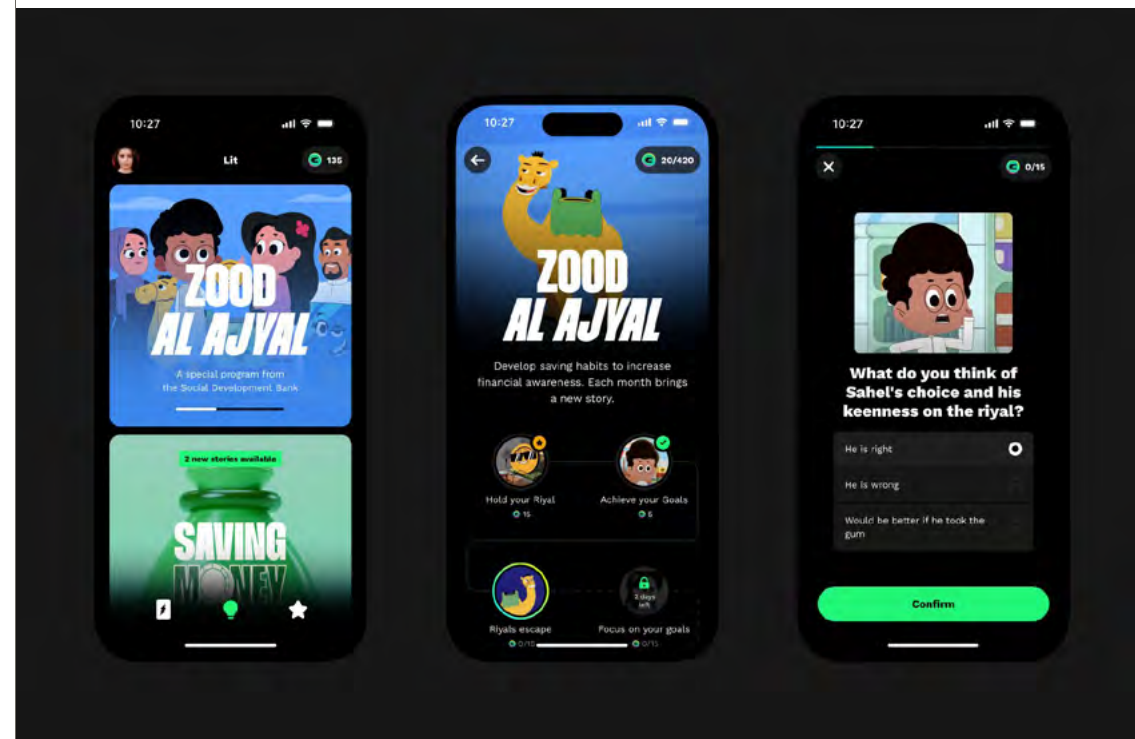 10:27
Lit
135
ZOOD
AL AJYAL
A special program from
the Social Development Bank
2 new stories available
SAVING
MONEY
10:27
20/420
ZOOD
AL AJYAL
Develop saving habits to increase
financial awareness. Each month brings
a new story.
Hold your Riyal
15
Achieve your Goals
5
Riyals escape
0/15
2 days
left
Focus on your goals
0/15
10:27
0/15
What do you think of
Sahel's choice and his
keenness on the riyal?
He is right
He is wrong
Would be better if he took the
gum
Confirm